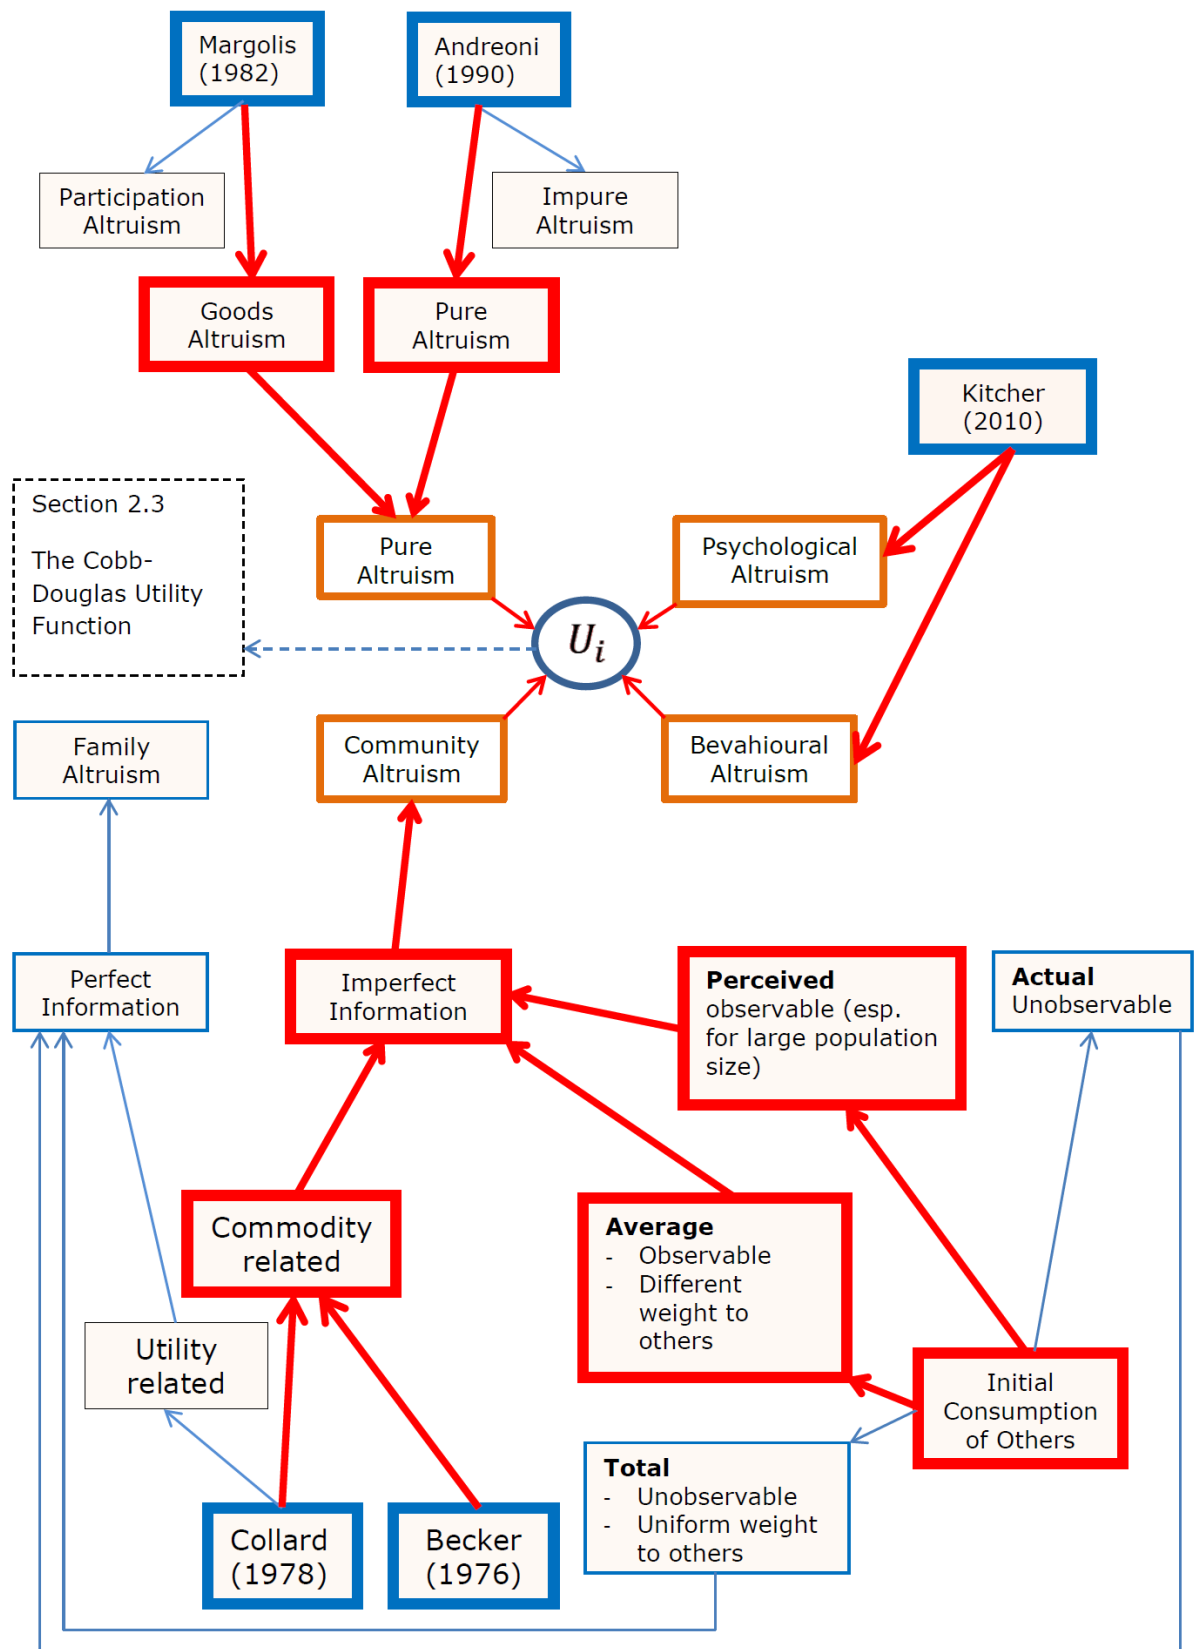 Margolis
(1982)
Andreoni
(1990)
Participation
Altruism
Impure
Altruism
Goods
Altruism
Pure
Altruism
Kitcher
(2010)
Section 2.3
The Cobb-
Douglas Utility
Function
Pure
Altruism
Psychological
Altruism
U_i
Family
Altruism
Community
Altruism
Bevahioural
Altruism
Perfect
Information
Imperfect
Information
Perceived
observable (esp.
for large population
size)
Actual
Unobservable
Commodity
related
Average
- Observable
- Different
weight to
others
Utility
related
Initial
Consumption
of Others
Total
- Unobservable
- Uniform weight
to others
Collard
(1978)
Becker
(1976)